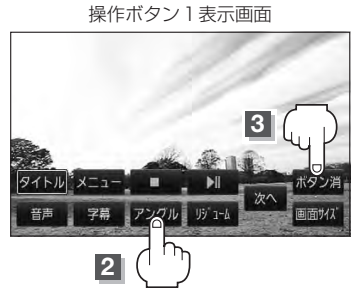 操作ボタン1表示画面
3
タイトル メニュー ■ ▶II ボタン消
次へ
音声 字幕 アングル ﾘｼﾞｭｰﾑ 画面ｻｲｽﾞ
2